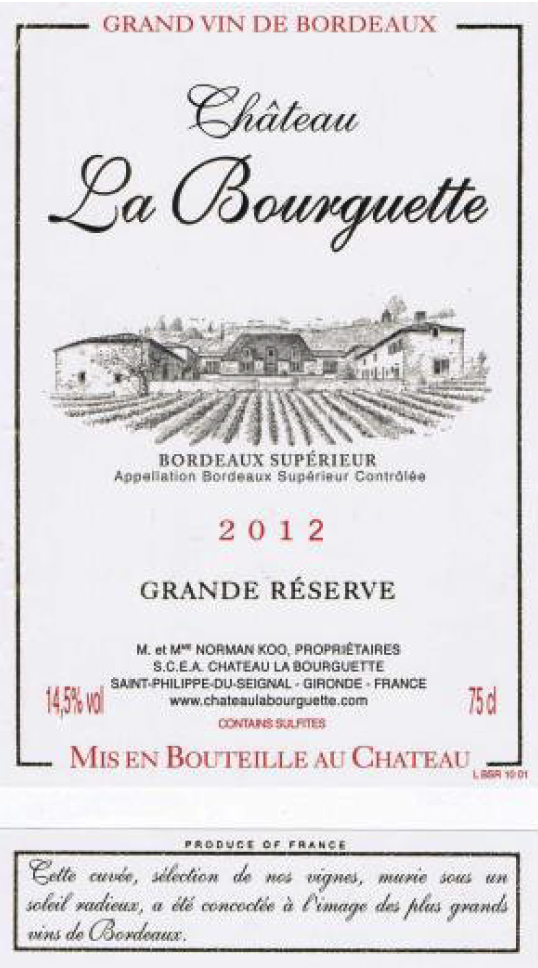 GRAND VIN DE BORDEAUX
Château
La Bourguette
BORDEAUX SUPÉRIEUR
Appellation Bordeaux Supérieur Contrôlée
2012
GRANDE RÉSERVE
M. et MME NORMAN KOO, PROPRIÉTAIRES
S.C.E.A. CHATEAU LA BOURGUETTE
SAINT-PHILIPPE-DU-SEIGNAL - GIRONDE - FRANCE
14,5% vol www.chateaulabourguette.com 75 cl
CONTAINS SULFITES
MIS EN BOUTEILLE AU CHATEAU
L BSR 10 01
PRODUCE OF FRANCE
Cette cuvée, sélection de nos vignes, murie sous un
soleil radieux, a été concoctée à l'image des plus grands
vins de Bordeaux.